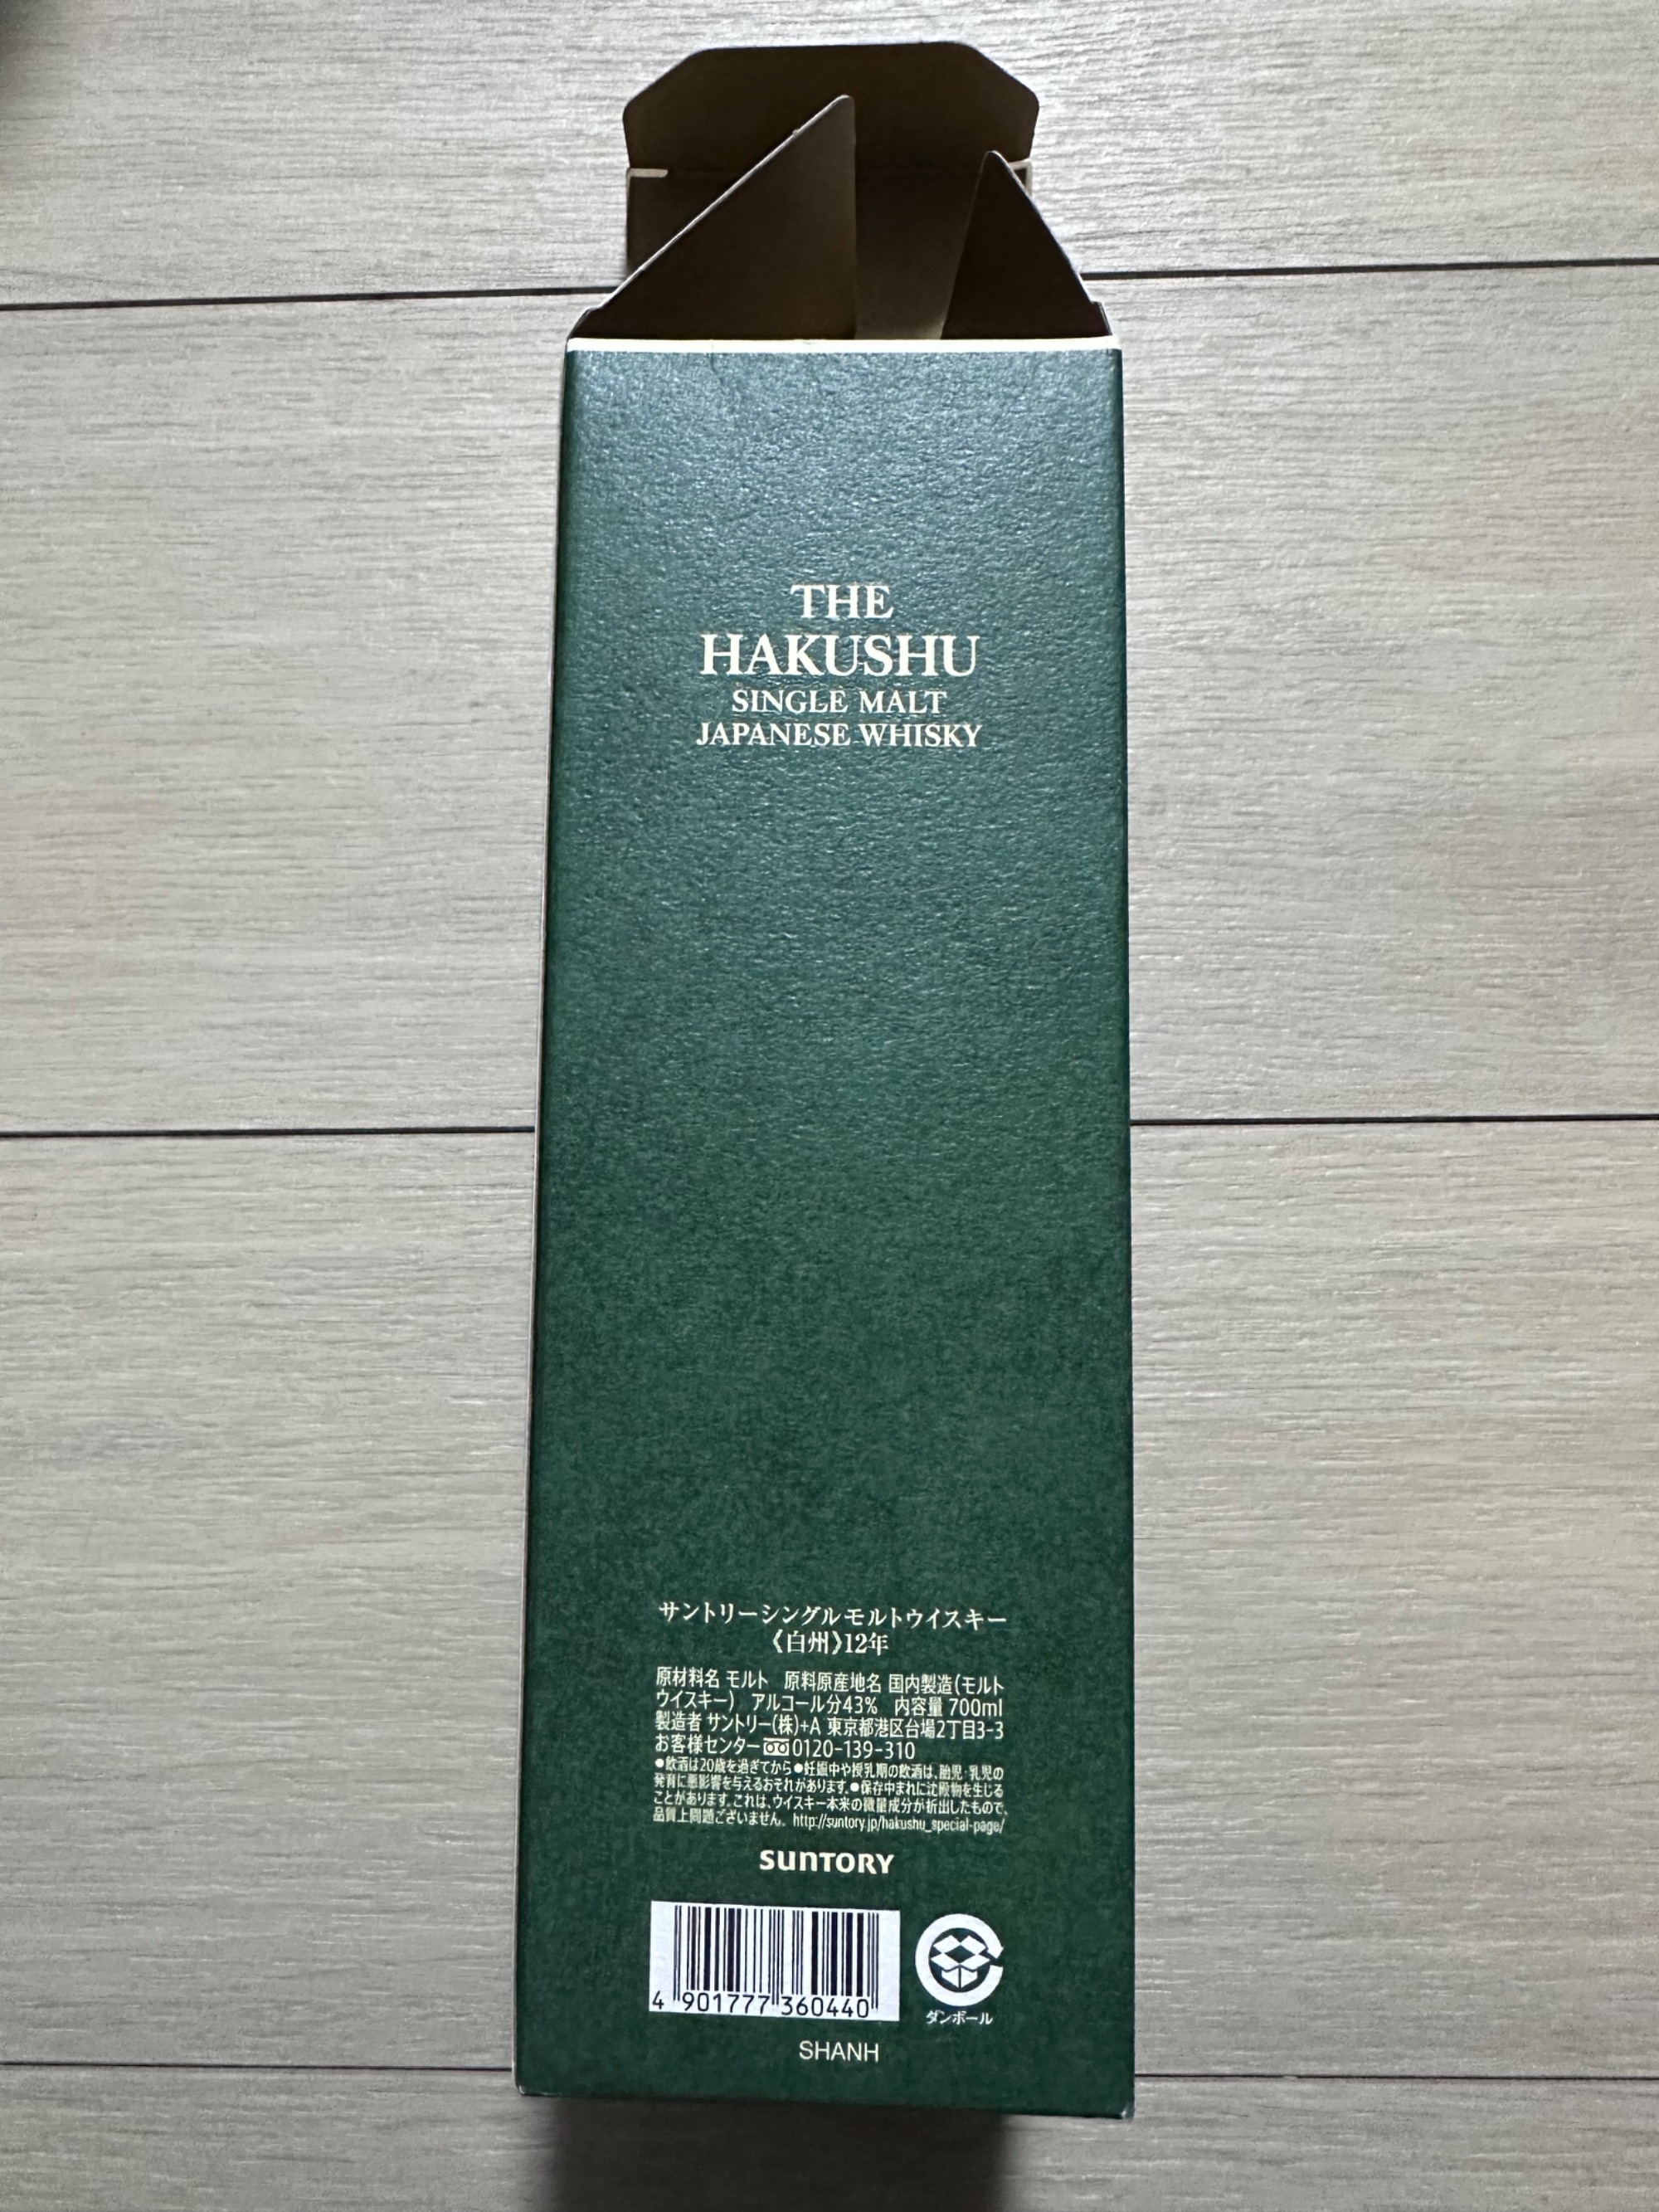 THE
HAKUSHU
SINGLE MALT
JAPANESE WHISKY
サントリーシングルモルトウイスキー
《白州》12年
原材料名 モルト　原料原産地名 国内製造(モルト
ウイスキー)　アルコール分43%　内容量 700ml
製造者 サントリー(株)+A 東京都港区台場2丁目3-3
お客様センター 0120-139-310
●飲酒は20歳を過ぎてから●妊娠中や授乳期の飲酒は、胎児・乳児の
発育に悪影響を与えるおそれがあります。●保存中まれに沈殿物を生じる
ことがあります。これは、ウイスキー本来の微量成分が析出したもので、
品質上問題ございません。http://suntory.jp/hakushu_special-page/
SUNTORY
4 901777 360440
ダンボール
SHANH